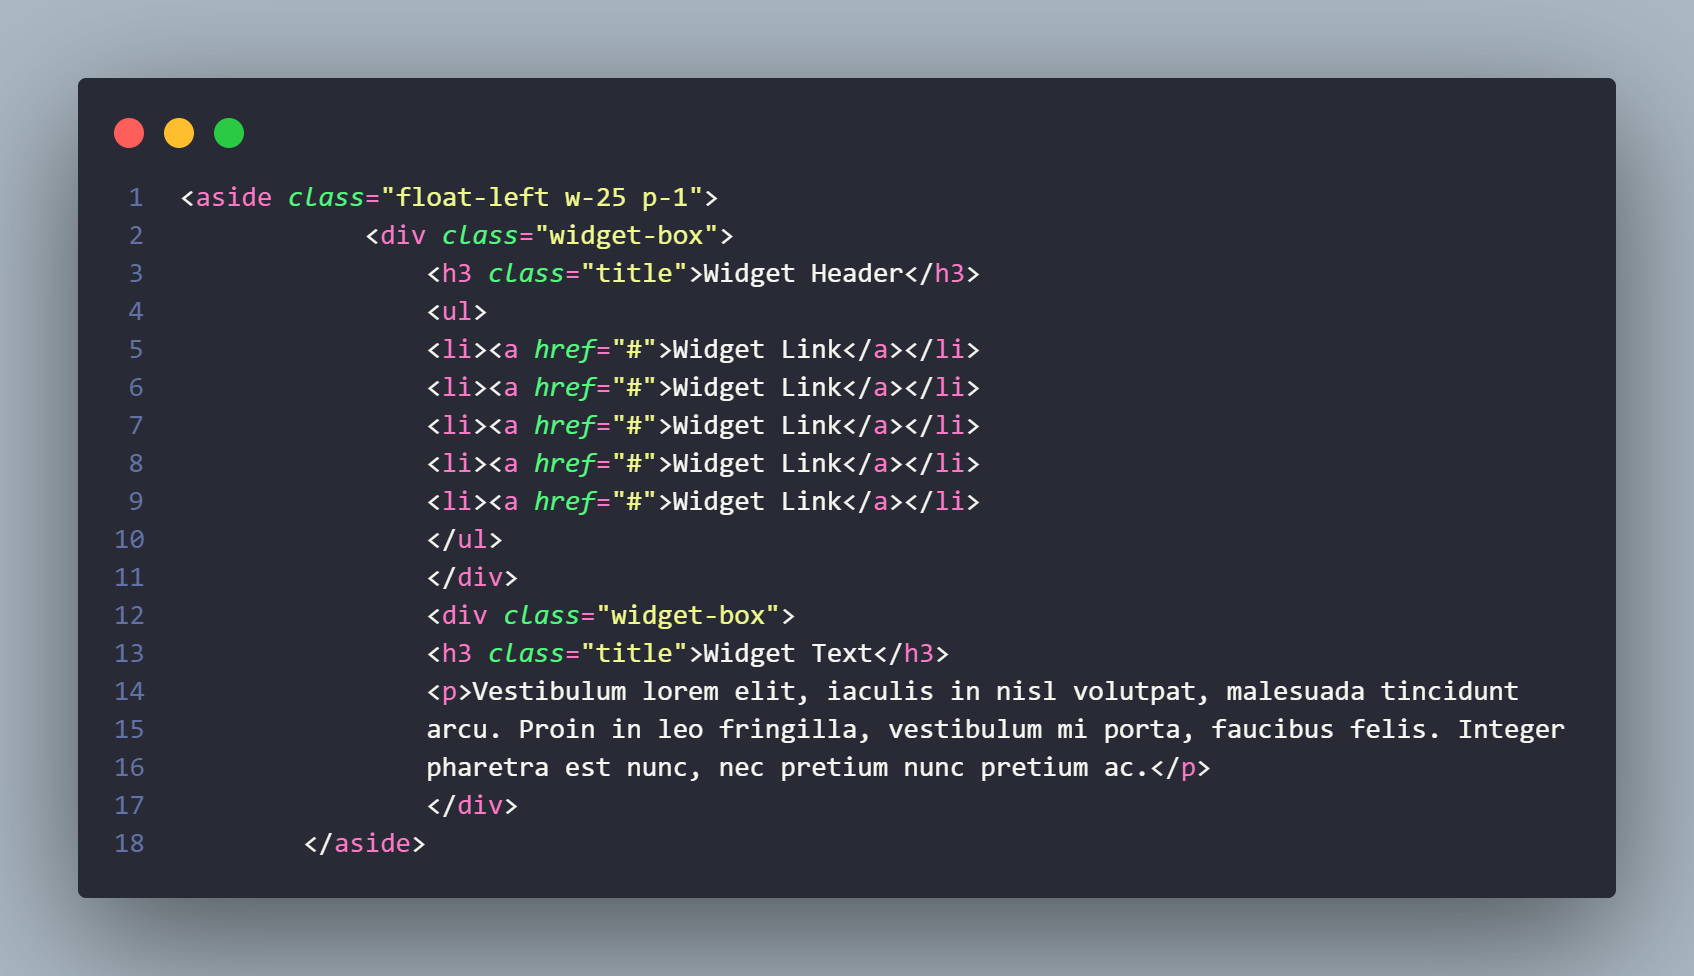 1 <aside class="float-left w-25 p-1">
2             <div class="widget-box">
3                 <h3 class="title">Widget Header</h3>
4                 <ul>
5                 <li><a href="#">Widget Link</a></li>
6                 <li><a href="#">Widget Link</a></li>
7                 <li><a href="#">Widget Link</a></li>
8                 <li><a href="#">Widget Link</a></li>
9                 <li><a href="#">Widget Link</a></li>
10                 </ul>
11                 </div>
12                 <div class="widget-box">
13                 <h3 class="title">Widget Text</h3>
14                 <p>Vestibulum lorem elit, iaculis in nisl volutpat, malesuada tincidunt
15                 arcu. Proin in leo fringilla, vestibulum mi porta, faucibus felis. Integer
16                 pharetra est nunc, nec pretium nunc pretium ac.</p>
17                 </div>
18         </aside>